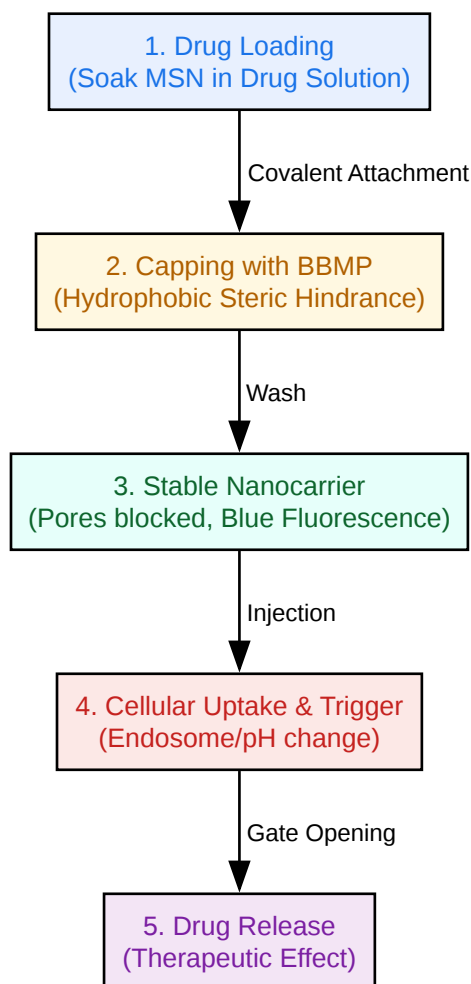 1. Drug Loading
(Soak MSN in Drug Solution)
Covalent Attachment
2. Capping with BBMP
(Hydrophobic Steric Hindrance)
Wash
3. Stable Nanocarrier
(Pores blocked, Blue Fluorescence)
Injection
4. Cellular Uptake & Trigger
(Endosome/pH change)
Gate Opening
5. Drug Release
(Therapeutic Effect)